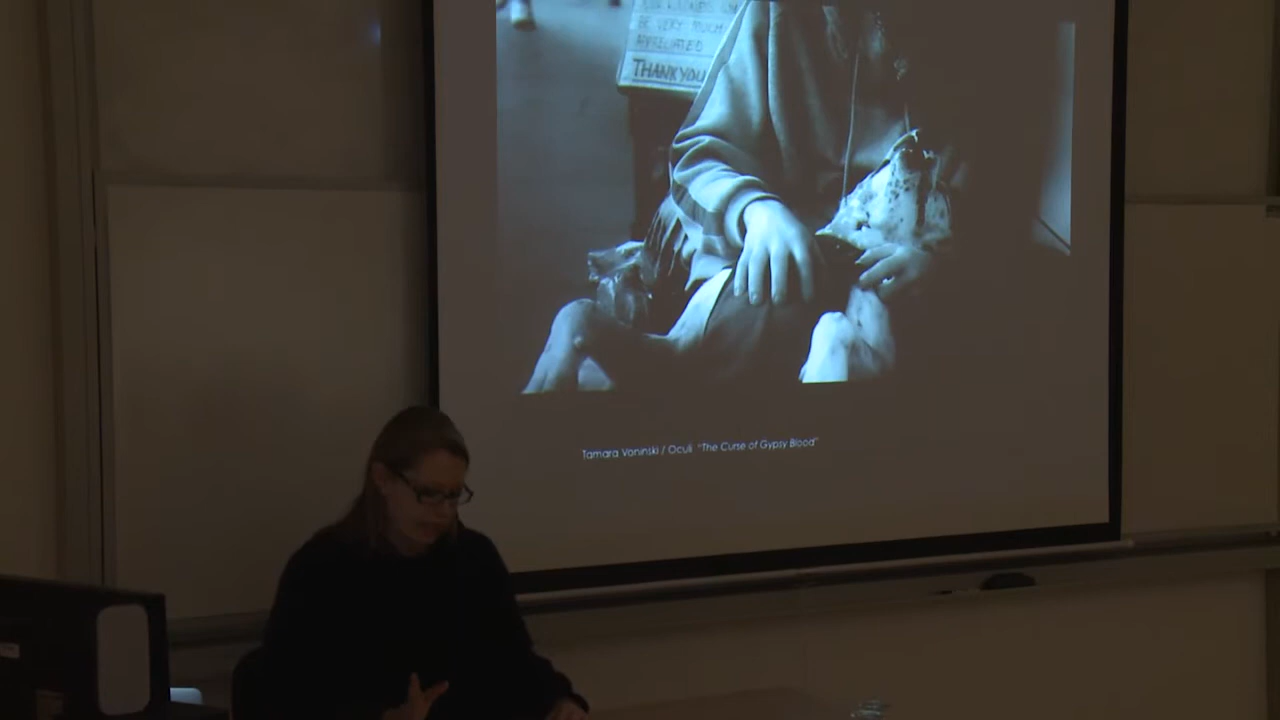 BE VERY MUCH
APPRECIATED
THANK YOU
Tamara Voninski / Oculi "The Curse of Gypsy Blood"